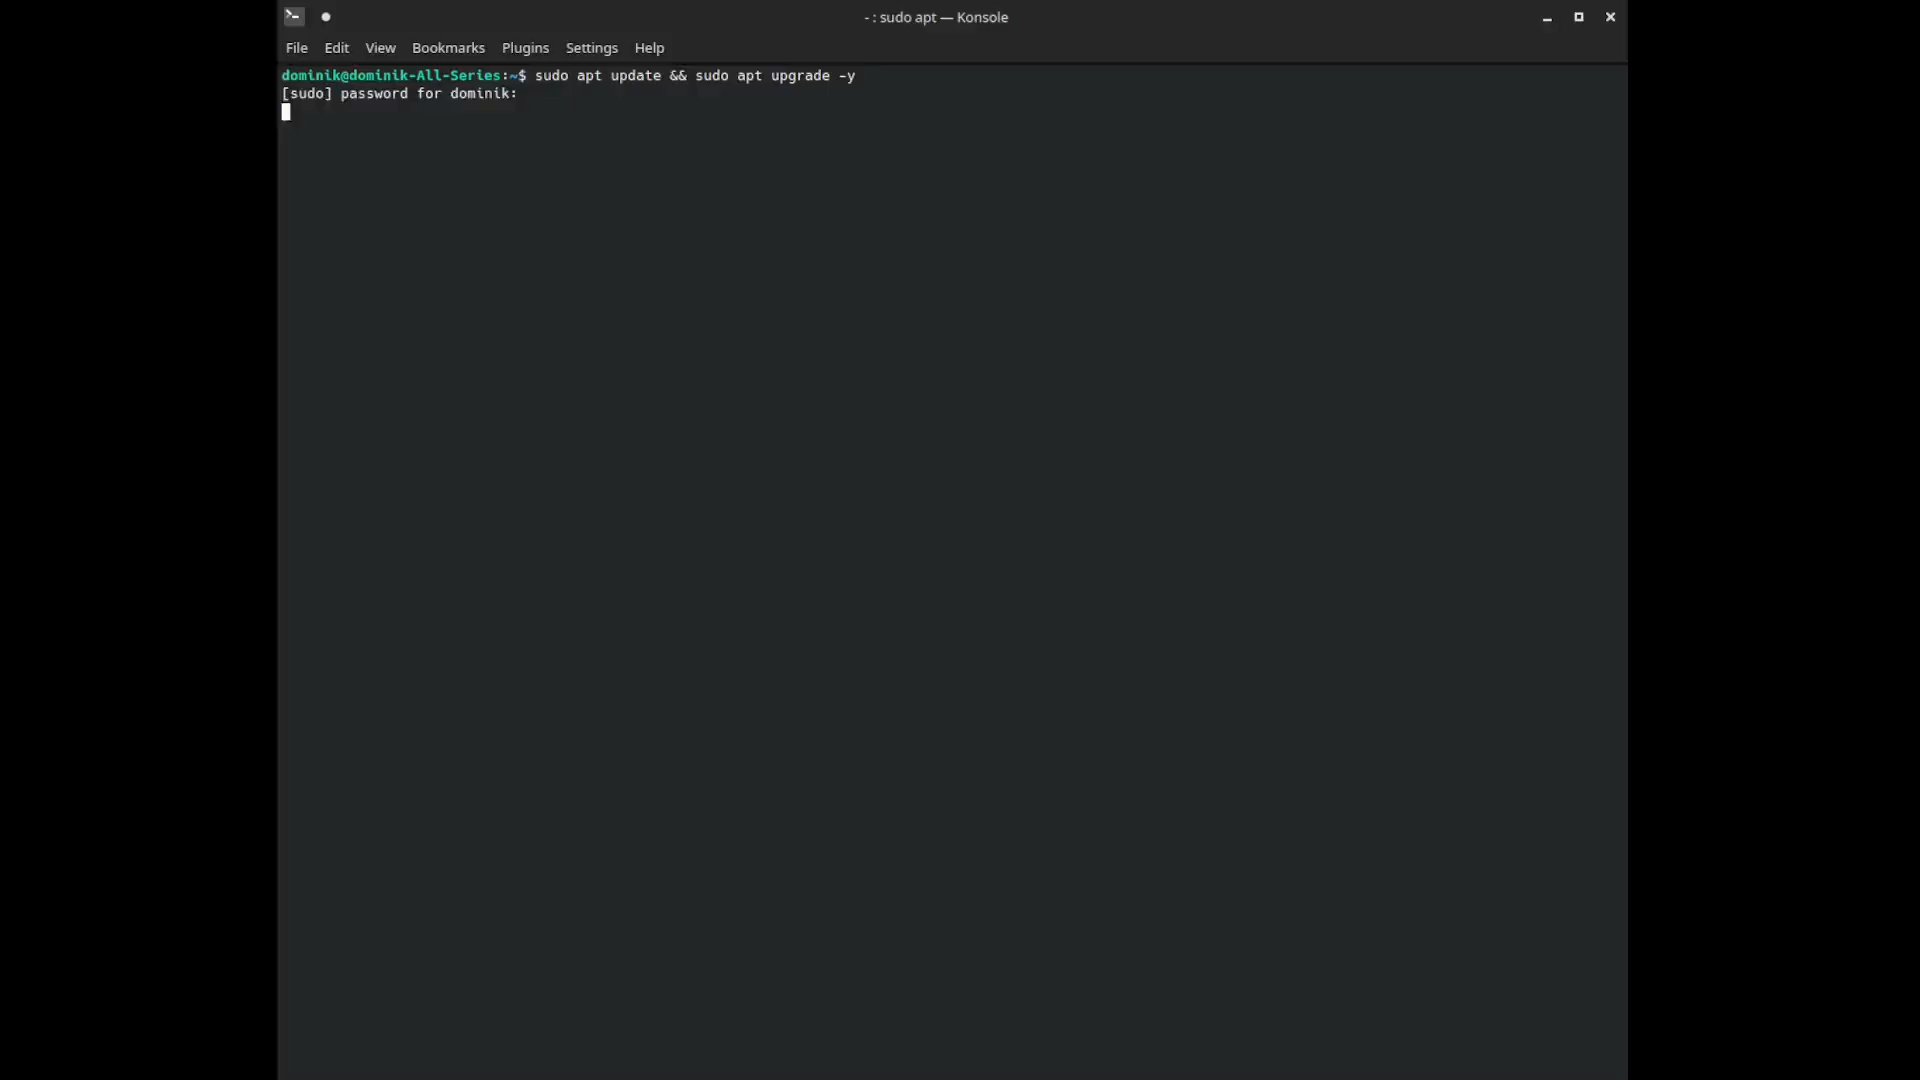 - : sudo apt — Konsole
File Edit View Bookmarks Plugins Settings Help
dominik@dominik-All-Series:~$ sudo apt update && sudo apt upgrade -y
[sudo] password for dominik: